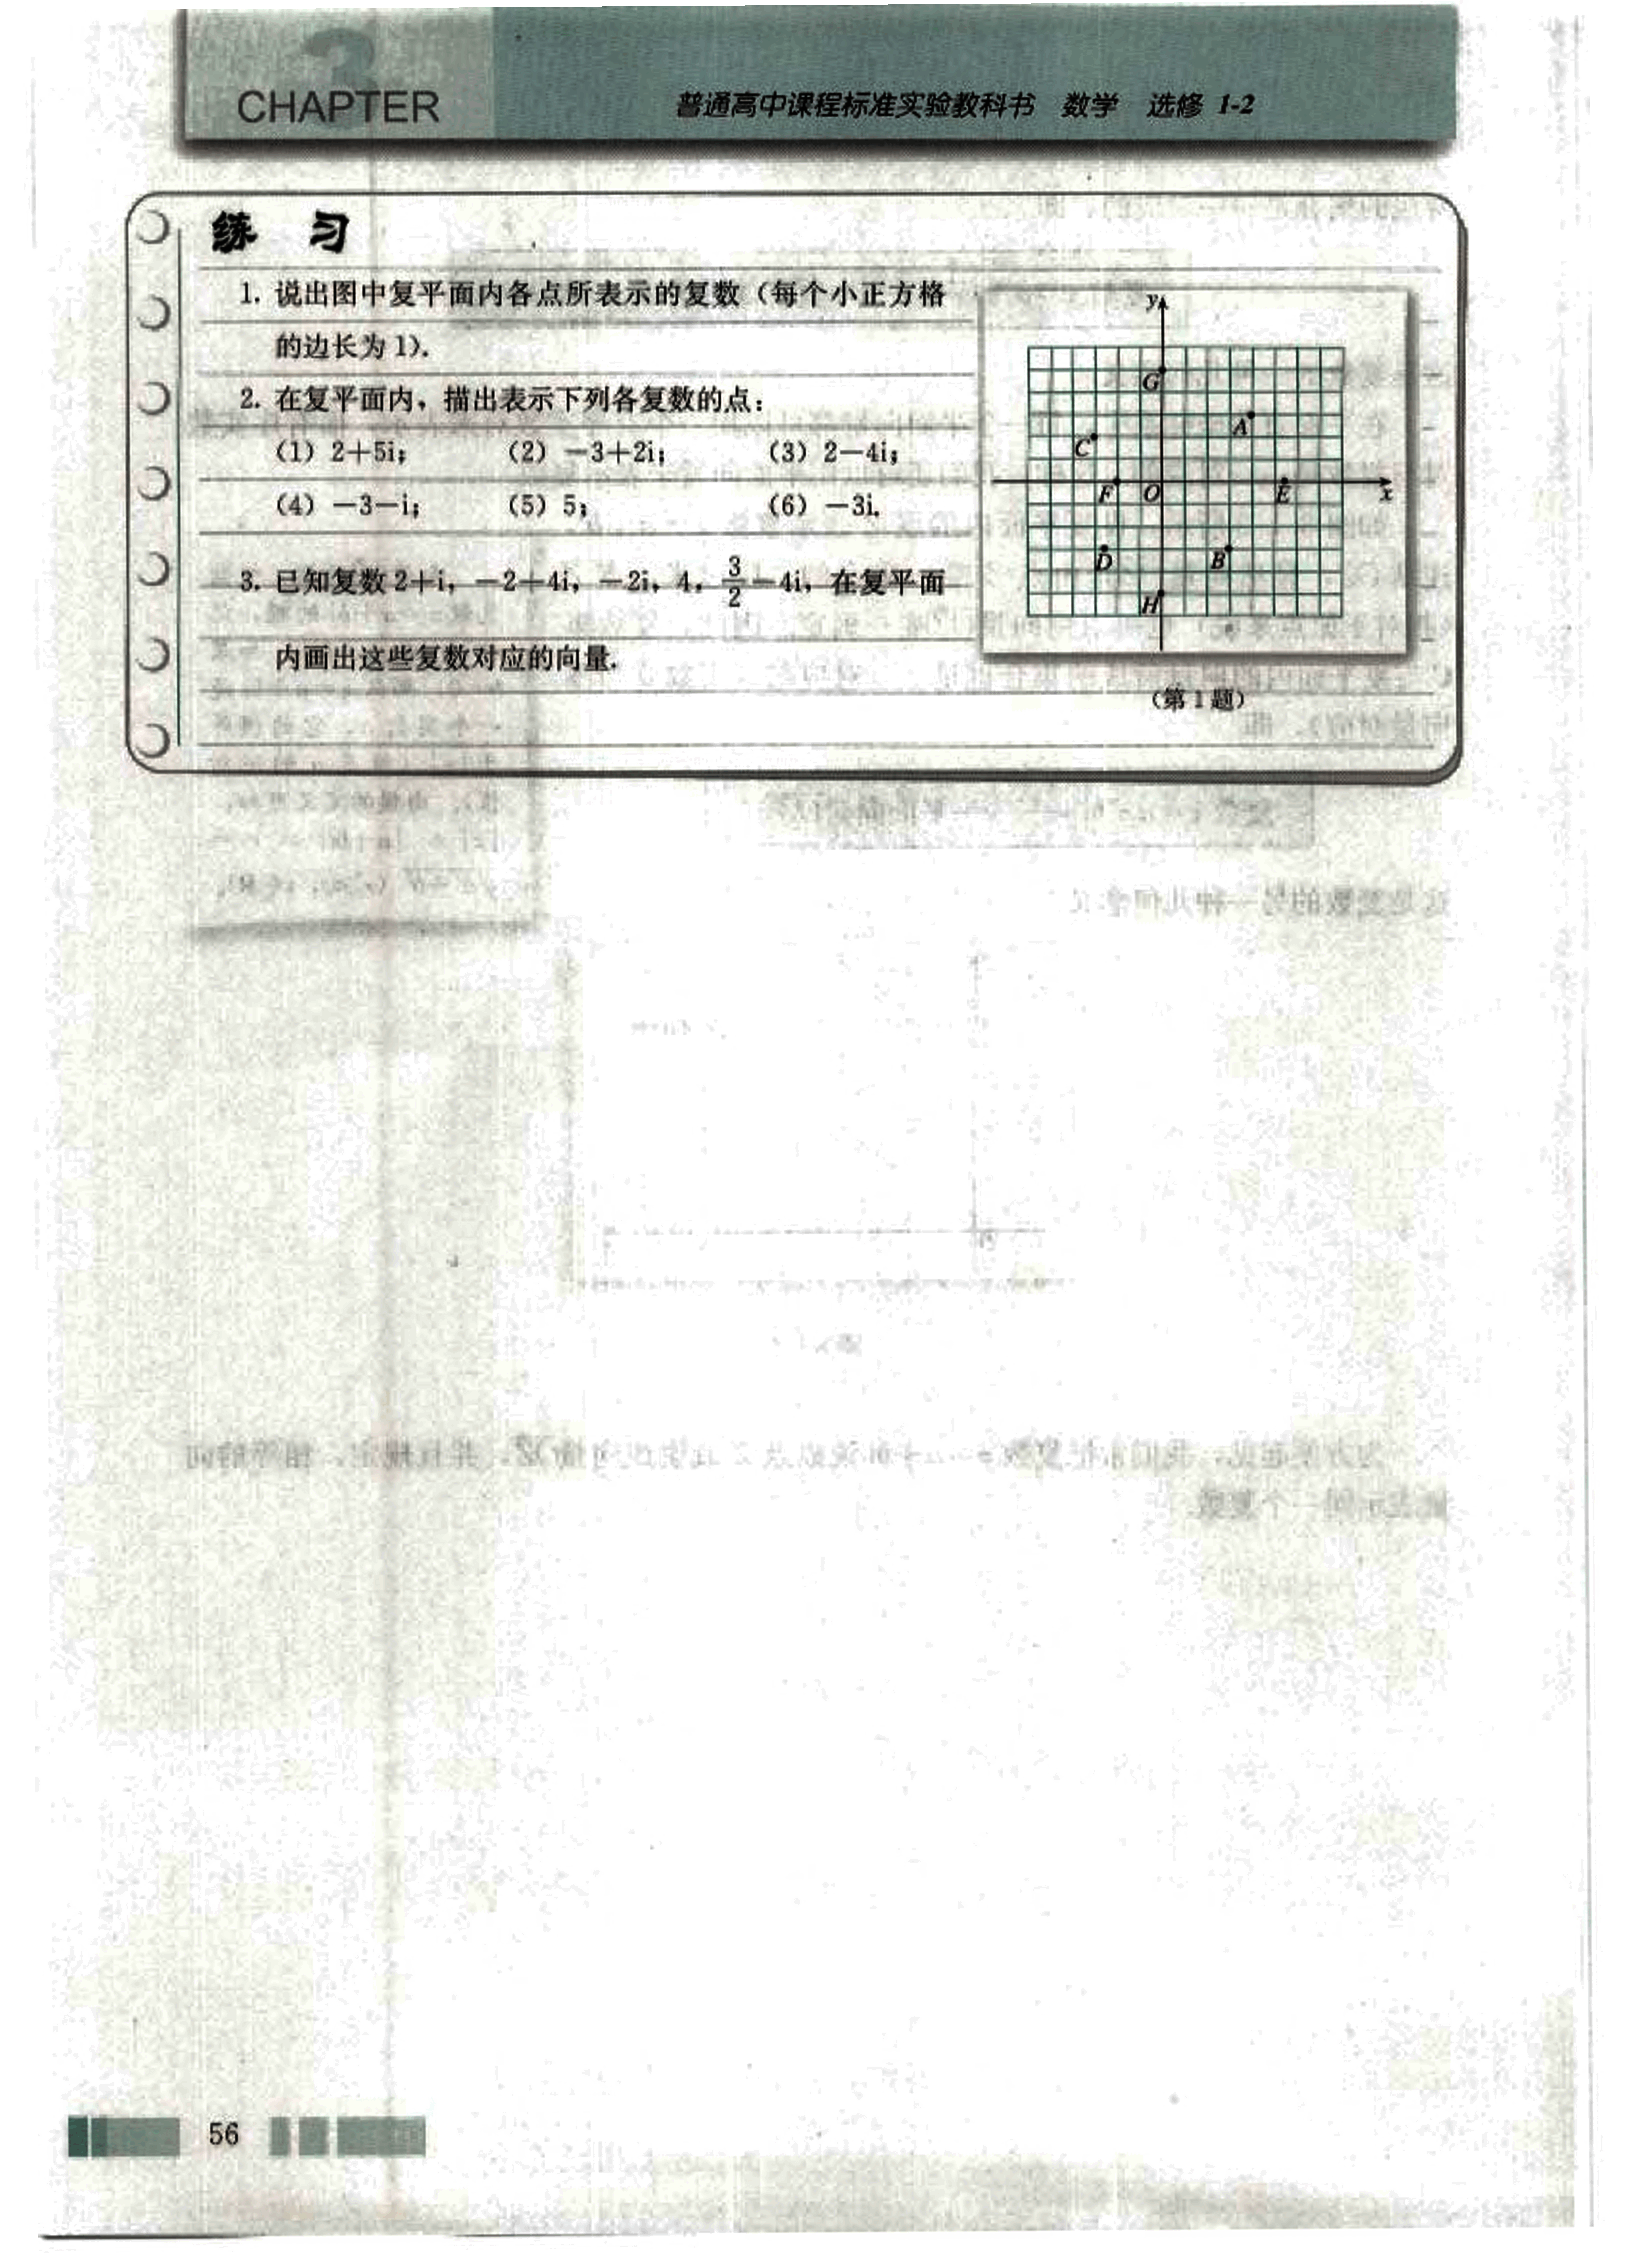 3
CHAPTER
普通高中课程标准实验教科书 数学 选修 1-2
练 习
1. 说出图中复平面内各点所表示的复数（每个小正方格
的边长为 1）.
2. 在复平面内，描出表示下列各复数的点：
（1）2+5i； （2）-3+2i； （3）2-4i；
（4）-3-i； （5）5； （6）-3i.
3. 已知复数 2+i，-2+4i，-2i，4，3/2-4i，在复平面
内画出这些复数对应的向量.
y
G
A
C
F O E x
D B
H
（第 1 题）
56